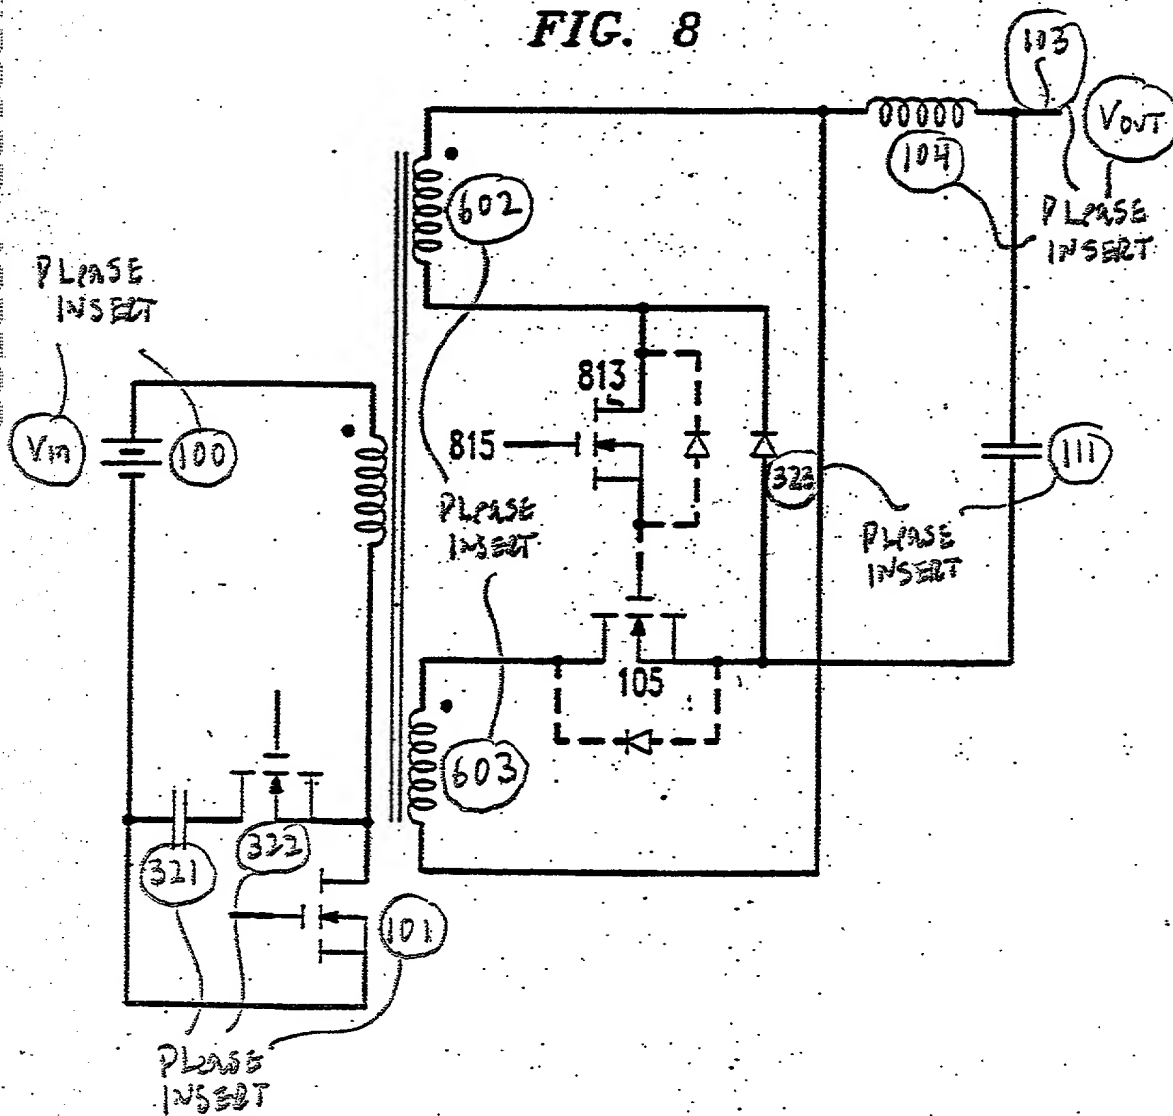 FIG. 8
103
VOUT
104
PLEASE
INSERT
602
PLEASE
INSERT
813
Vin
100
815
323
111
PLEASE
INSERT
PLEASE
INSERT
105
603
322
321
101
PLEASE
INSERT